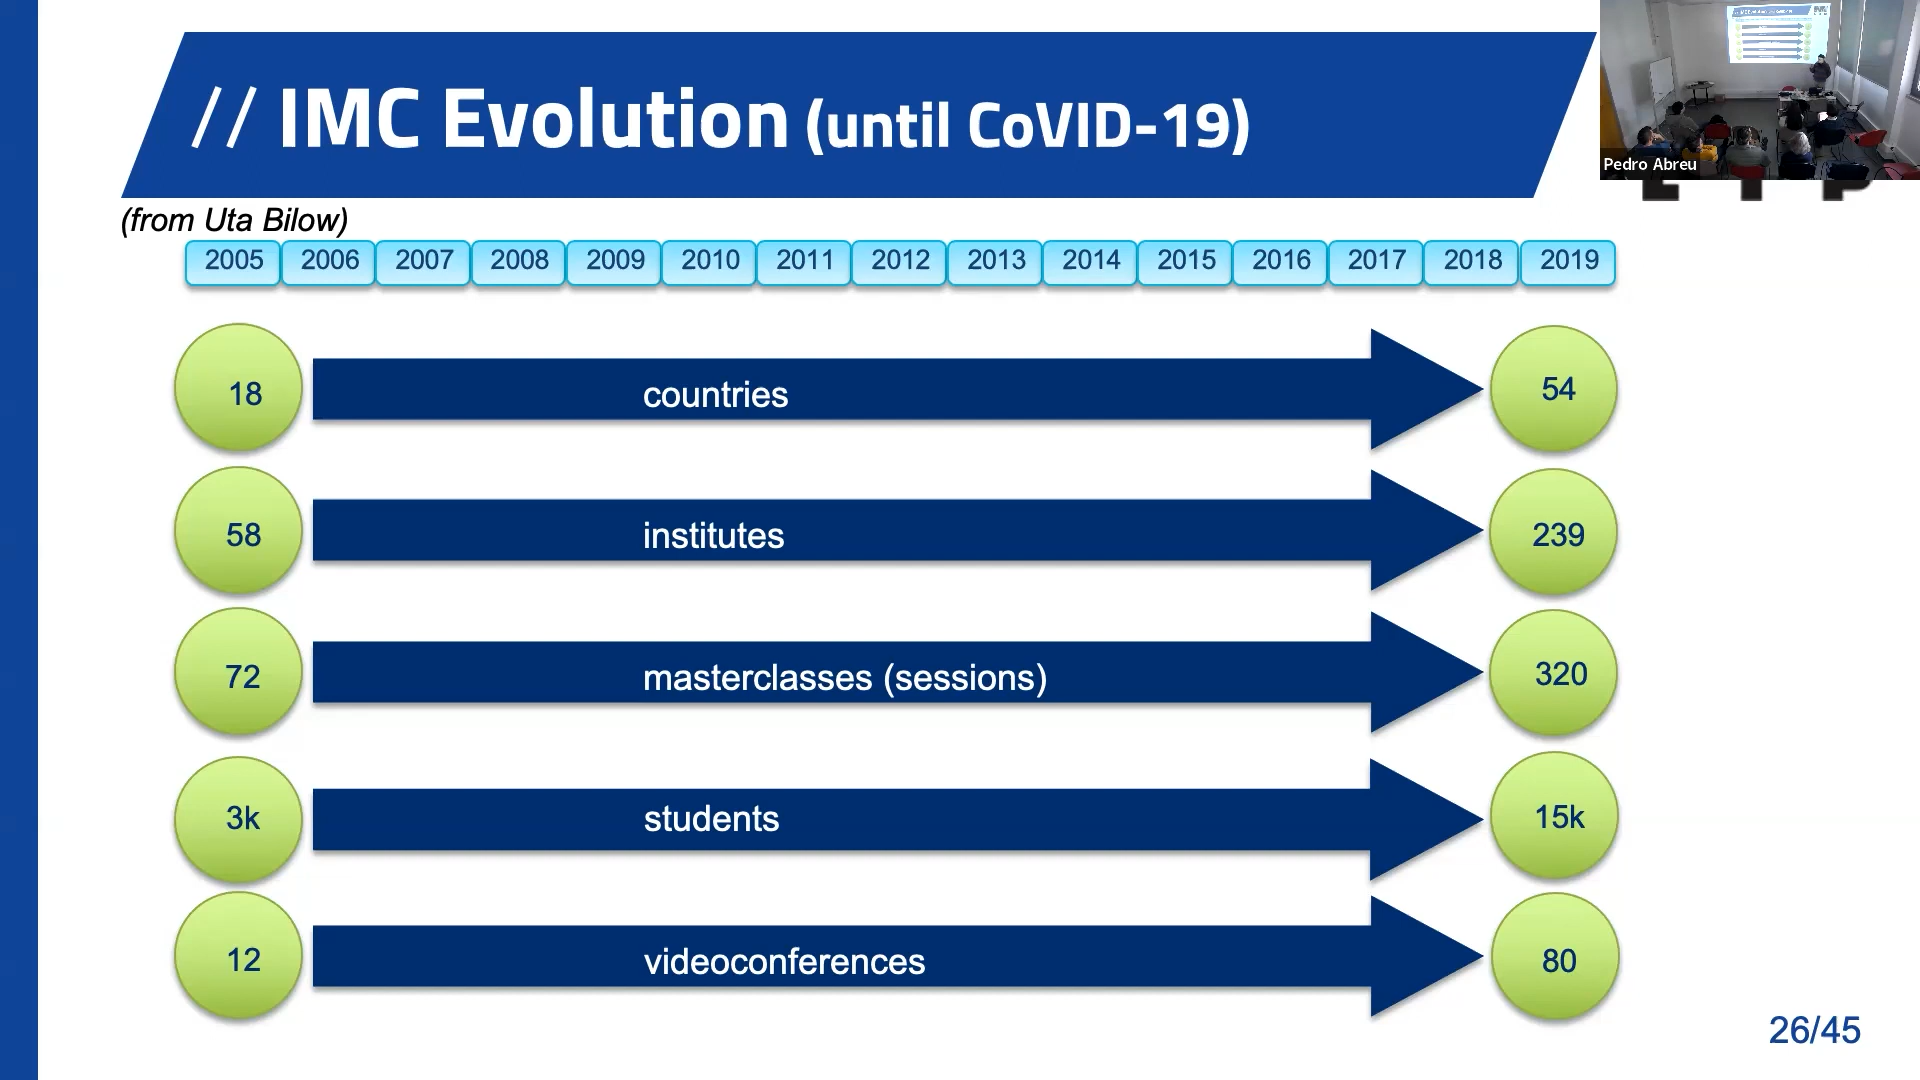 // IMC Evolution (until CoVID-19)
Pedro Abreu
(from Uta Bilow)
2005 2006 2007 2008 2009 2010 2011 2012 2013 2014 2015 2016 2017 2018 2019
18 countries 54
58 institutes 239
72 masterclasses (sessions) 320
3k students 15k
12 videoconferences 80
26/45